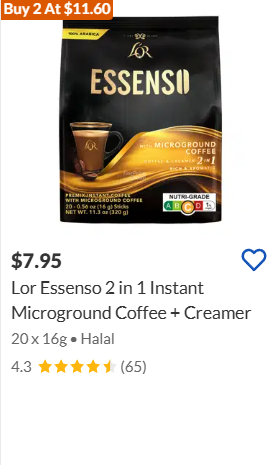 Buy 2 At $11.60
100% ARABICA
L'OR
ESSENSO
L'OR
WITH MICROGROUND
COFFEE
COFFEE & CREAMER 2 IN 1
RICH & AROMATIC
PREMIX INSTANT COFFEE
WITH MICROGROUND COFFEE
20 - 0.56 oz (16 g) Sticks
NET WT. 11.3 oz (320 g)
NUTRI-GRADE
A B C D
$7.95
Lor Essenso 2 in 1 Instant
Microground Coffee + Creamer
20 x 16g • Halal
4.3 (65)